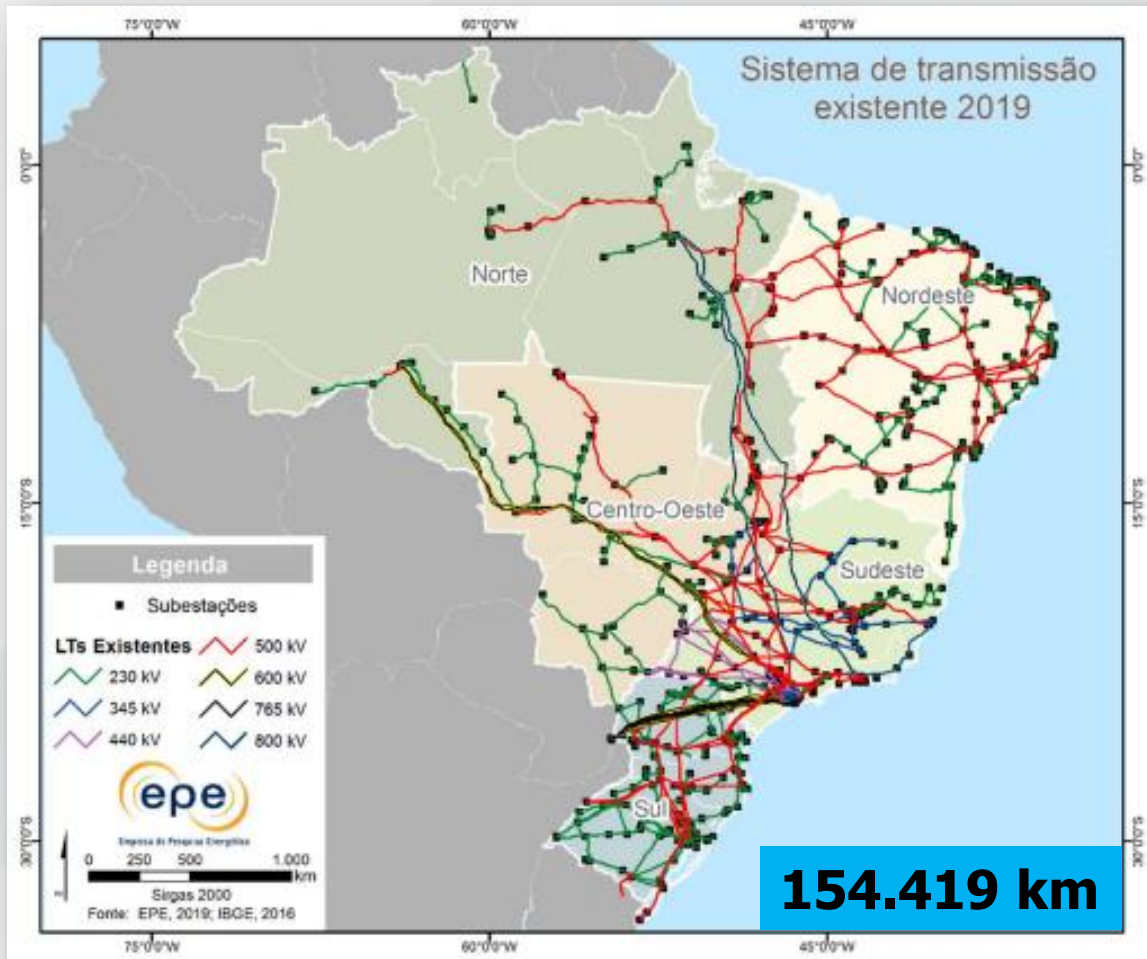 75°0'0"W 60°0'0"W 45°0'0"W
Sistema de transmissão
existente 2019
0°0'0" 0°0'0"
Norte
Nordeste
15°0'0"S 15°0'0"S
Centro-Oeste
Sudeste
Sul
Legenda
Subestações
LTs Existentes 500 kV
230 kV 600 kV
345 kV 765 kV
440 kV 800 kV
epe
Empresa de Pesquisa Energética
0 250 500 1.000
km
Sirgas 2000
Fonte: EPE, 2019; IBGE, 2016
30°0'0"S 30°0'0"S
154.419 km
75°0'0"W 60°0'0"W 45°0'0"W